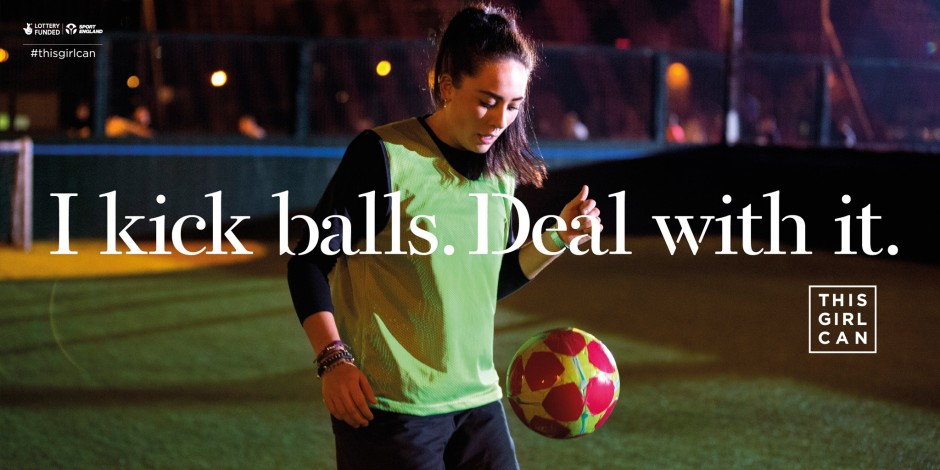 LOTTERY FUNDED
SPORT ENGLAND
#thisgirlcan
I kick balls. Deal with it.
THIS
GIRL
CAN